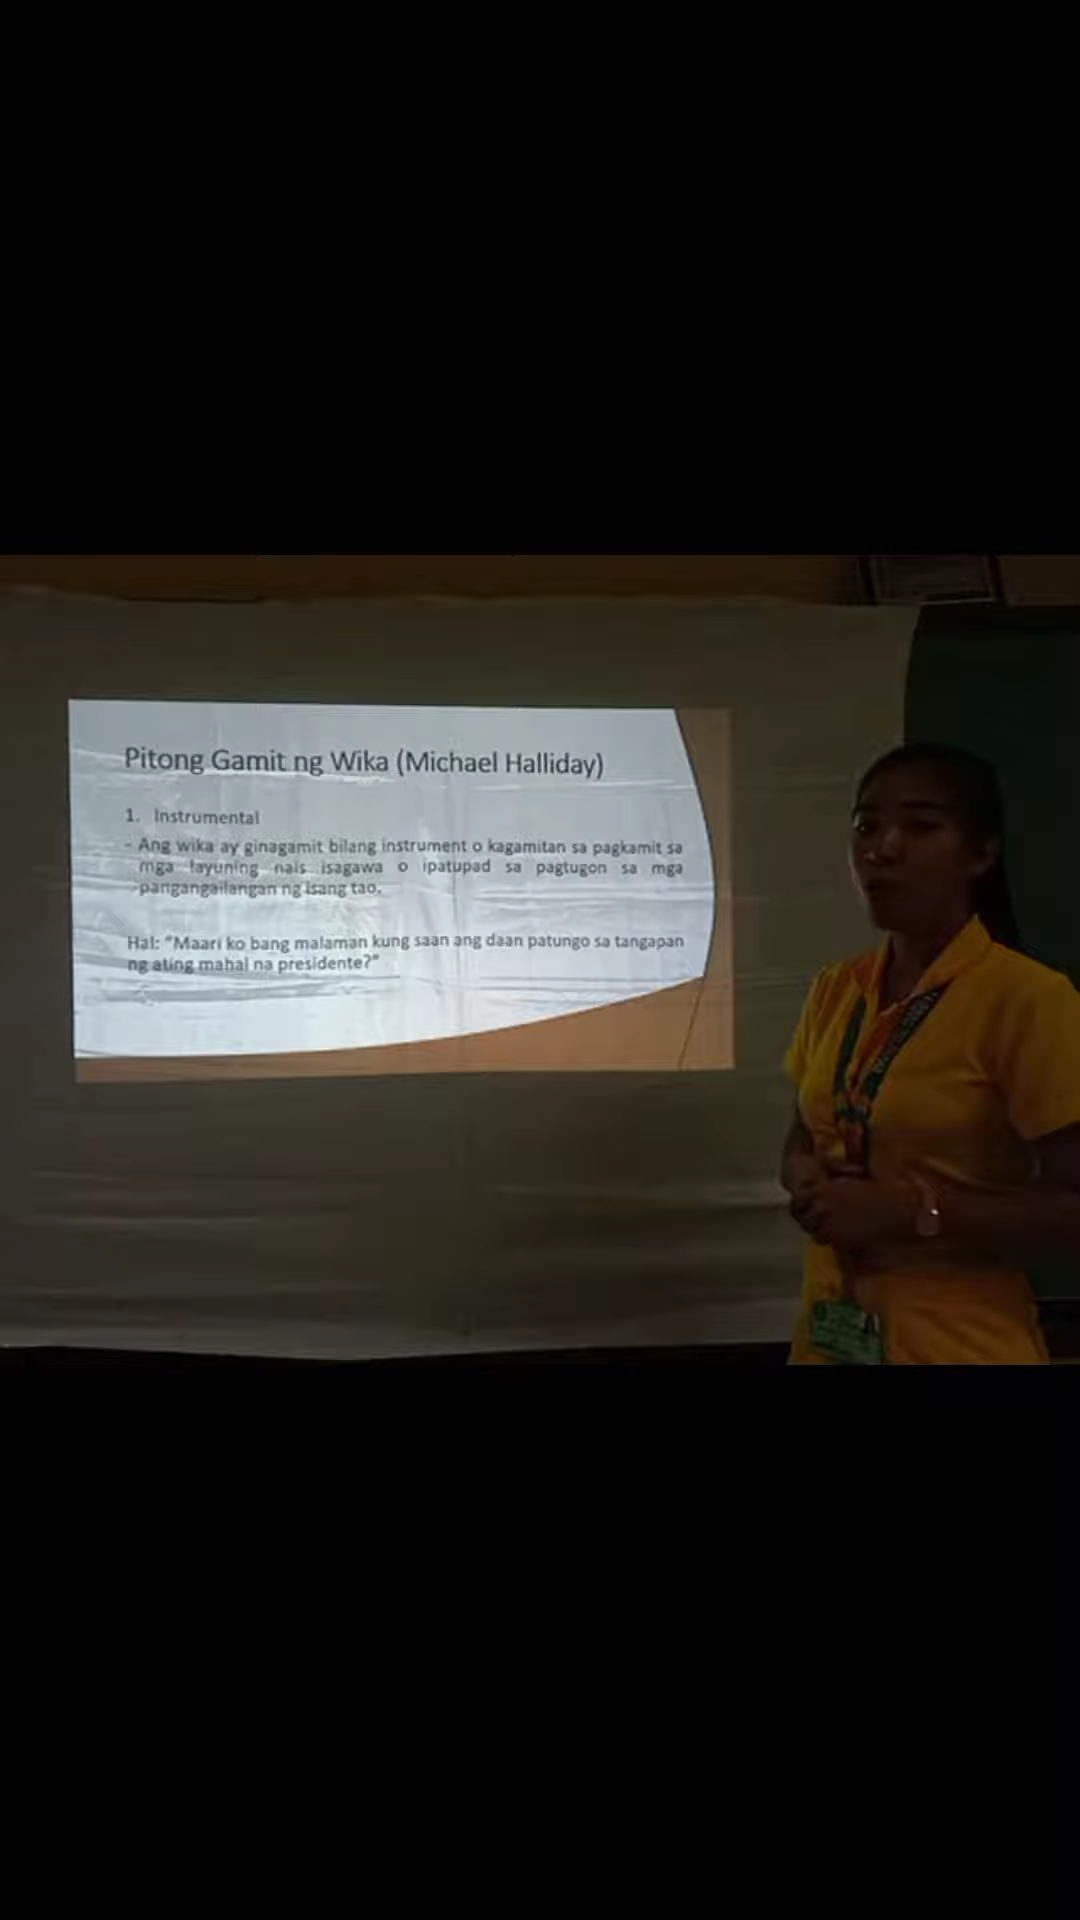 Pitong Gamit ng Wika (Michael Halliday)
1. Instrumental
- Ang wika ay ginagamit bilang instrument o kagamitan sa pagkamit sa
mga layuning nais isagawa o ipatupad sa pagtugon sa mga
pangangailangan ng isang tao.
Hal: "Maari ko bang malaman kung saan ang daan patungo sa tangapan
ng ating mahal na presidente?"